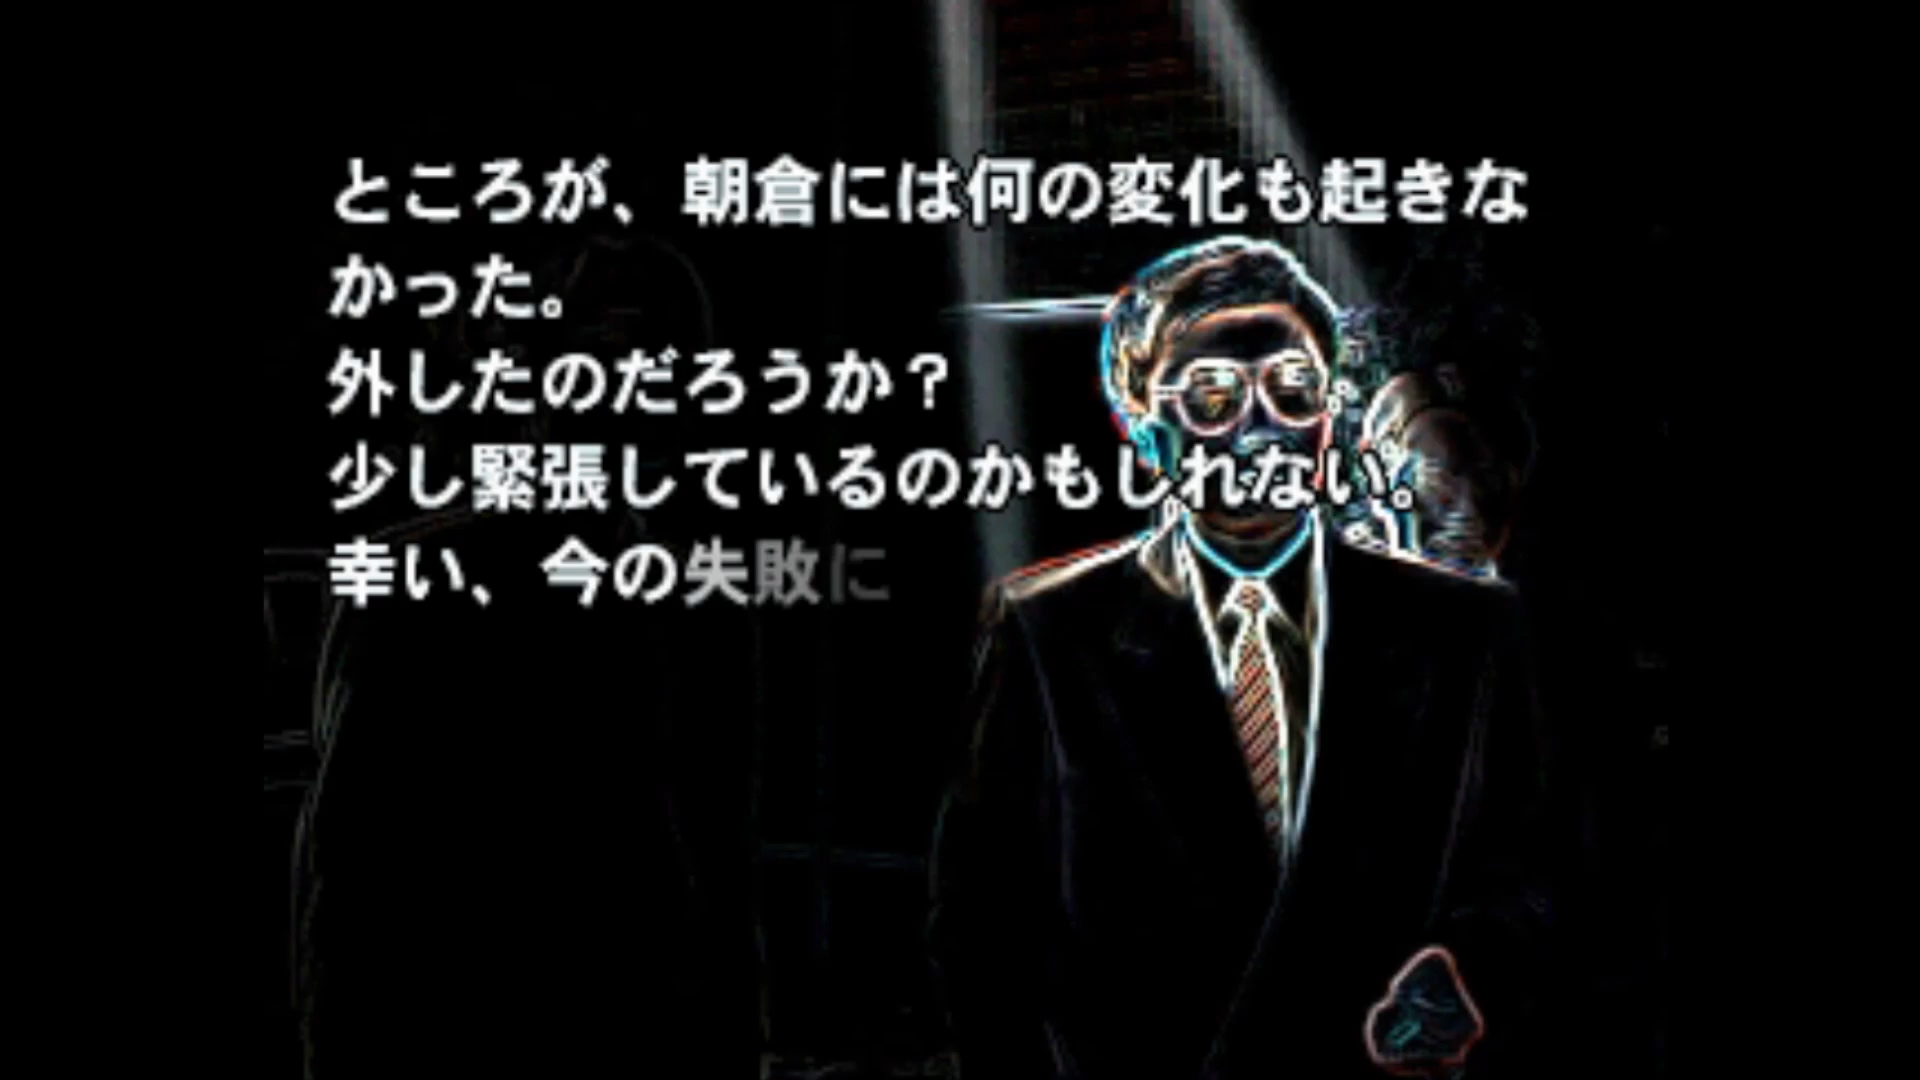 ところが、朝倉には何の変化も起きな
かった。
外したのだろうか？
少し緊張しているのかもしれない。
幸い、今の失敗に